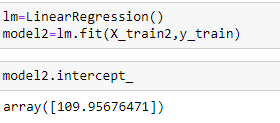 lm=LinearRegression()
model2=lm.fit(X_train2,y_train)
model2.intercept_
array([109.95676471])